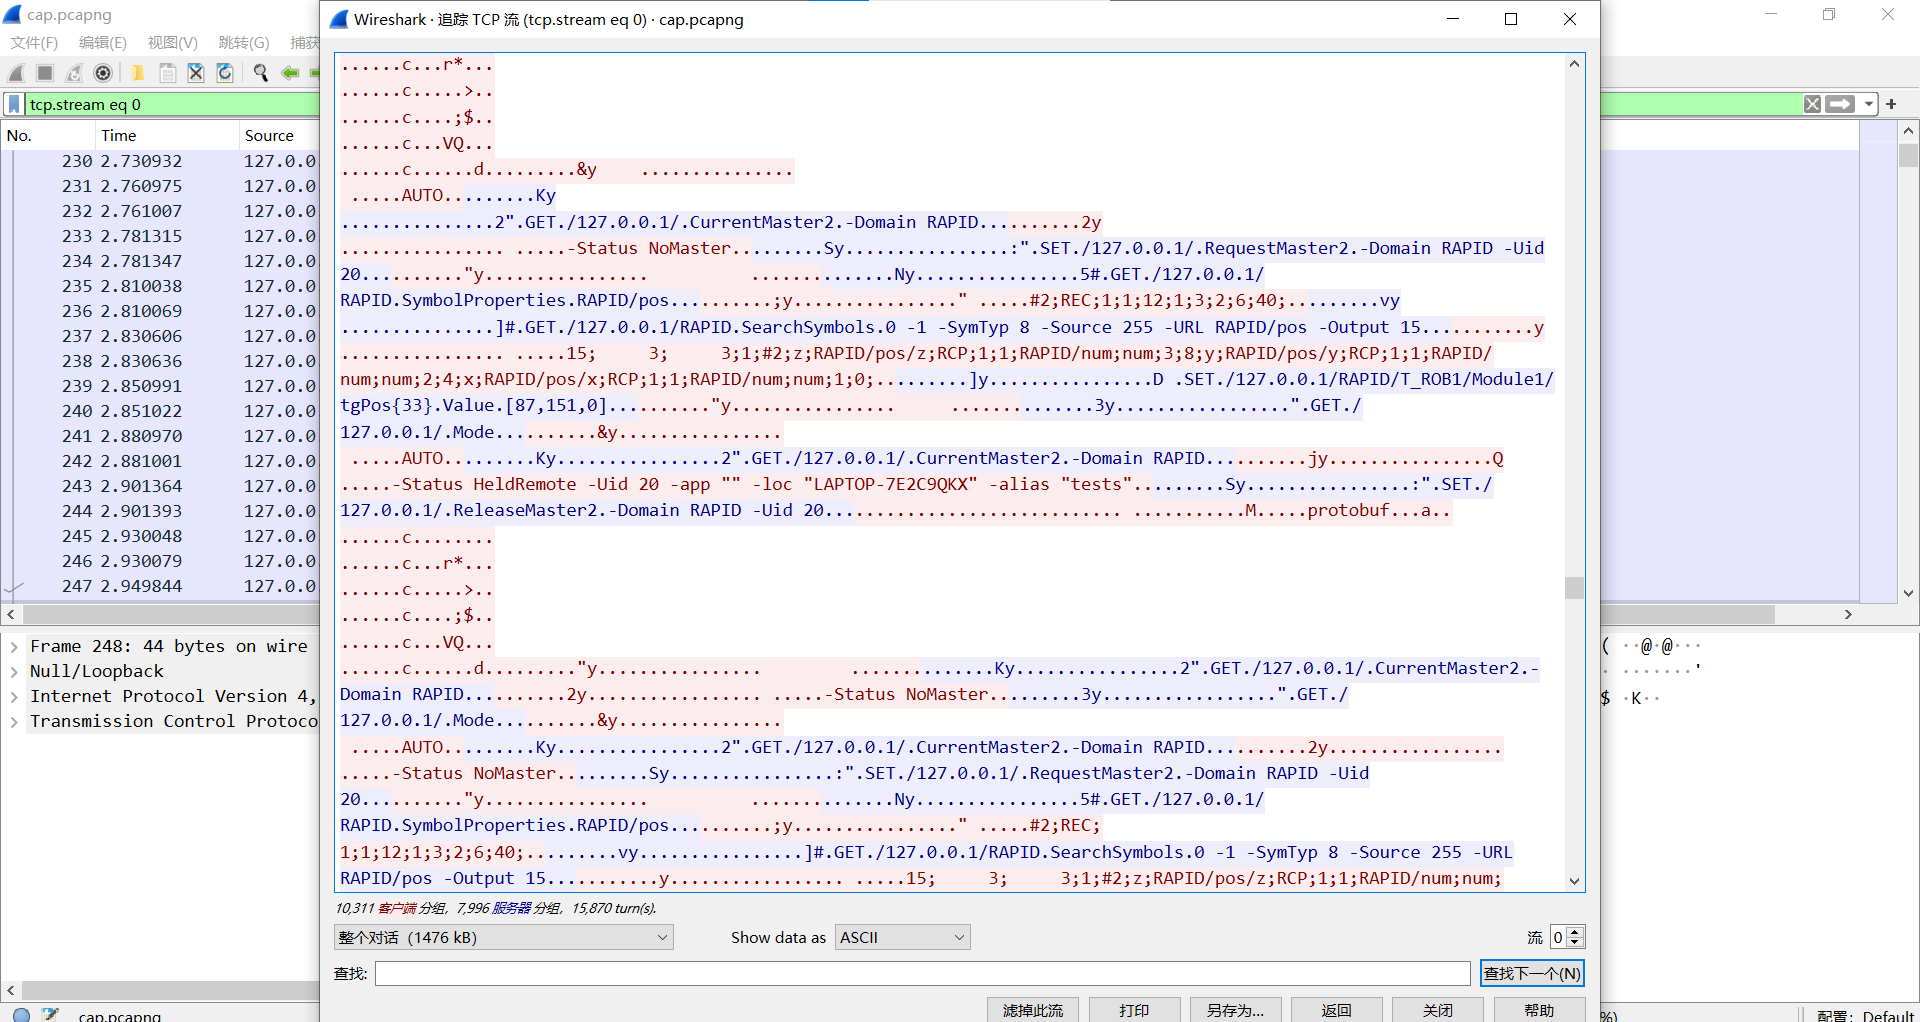 cap.pcapng
Wireshark · 追踪 TCP 流 (tcp.stream eq 0) · cap.pcapng
文件(F) 编辑(E) 视图(V) 跳转(G) 捕获
tcp.stream eq 0
No. Time Source
230 2.730932 127.0.0
231 2.760975 127.0.0
232 2.761007 127.0.0
233 2.781315 127.0.0
234 2.781347 127.0.0
235 2.810038 127.0.0
236 2.810069 127.0.0
237 2.830606 127.0.0
238 2.830636 127.0.0
239 2.850991 127.0.0
240 2.851022 127.0.0
241 2.880970 127.0.0
242 2.881001 127.0.0
243 2.901364 127.0.0
244 2.901393 127.0.0
245 2.930048 127.0.0
246 2.930079 127.0.0
247 2.949844 127.0.0
Frame 248: 44 bytes on wire
Null/Loopback
Internet Protocol Version 4,
Transmission Control Protoco
......c...r*...
......c.....>..
......c....;$..
......c...VQ...
......c......d.........&y    ...............
.....AUTO.........Ky
...............2".GET./127.0.0.1/.CurrentMaster2.-Domain RAPID..........2y
................ .....-Status NoMaster.........Sy................:".SET./127.0.0.1/.RequestMaster2.-Domain RAPID -Uid
20.........."y................          ..............Ny................5#.GET./127.0.0.1/
RAPID.SymbolProperties.RAPID/pos..........;y................" .....#2;REC;1;1;12;1;3;2;6;40;.........vy
...............]#.GET./127.0.0.1/RAPID.SearchSymbols.0 -1 -SymTyp 8 -Source 255 -URL RAPID/pos -Output 15...........y
................ .....15;     3;     3;1;#2;z;RAPID/pos/z;RCP;1;1;RAPID/num;num;3;8;y;RAPID/pos/y;RCP;1;1;RAPID/
num;num;2;4;x;RAPID/pos/x;RCP;1;1;RAPID/num;num;1;0;.........]y................D .SET./127.0.0.1/RAPID/T_ROB1/Module1/
tgPos{33}.Value.[87,151,0].........."y................      ..............3y.................".GET./
127.0.0.1/.Mode..........&y................
.....AUTO.........Ky................2".GET./127.0.0.1/.CurrentMaster2.-Domain RAPID..........jy................Q
.....-Status HeldRemote -Uid 20 -app "" -loc "LAPTOP-7E2C9QKX" -alias "tests".........Sy................:".SET./
127.0.0.1/.ReleaseMaster2.-Domain RAPID -Uid 20............................. ...........M.....protobuf...a..
......c........
......c...r*...
......c.....>..
......c....;$..
......c...VQ...
......c......d........."y................         ..............Ky................2".GET./127.0.0.1/.CurrentMaster2.-
Domain RAPID..........2y................. .....-Status NoMaster.........3y.................".GET./
127.0.0.1/.Mode..........&y................
.....AUTO.........Ky................2".GET./127.0.0.1/.CurrentMaster2.-Domain RAPID..........2y.................
.....-Status NoMaster.........Sy................:".SET./127.0.0.1/.RequestMaster2.-Domain RAPID -Uid
20.........."y................          ..............Ny................5#.GET./127.0.0.1/
RAPID.SymbolProperties.RAPID/pos..........;y................" .....#2;REC;
1;1;12;1;3;2;6;40;.........vy................]#.GET./127.0.0.1/RAPID.SearchSymbols.0 -1 -SymTyp 8 -Source 255 -URL
RAPID/pos -Output 15...........y................. .....15;     3;     3;1;#2;z;RAPID/pos/z;RCP;1;1;RAPID/num;num;
( ··@·@···
· ·······'
$ ·K··
10,311 客户端 分组, 7,996 服务器 分组, 15,870 turn(s).
整个对话 (1476 kB) Show data as ASCII 流 0
查找: 查找下一个(N)
滤掉此流 打印 另存为... 返回 关闭 帮助
cap.pcapng
%) 配置: Default